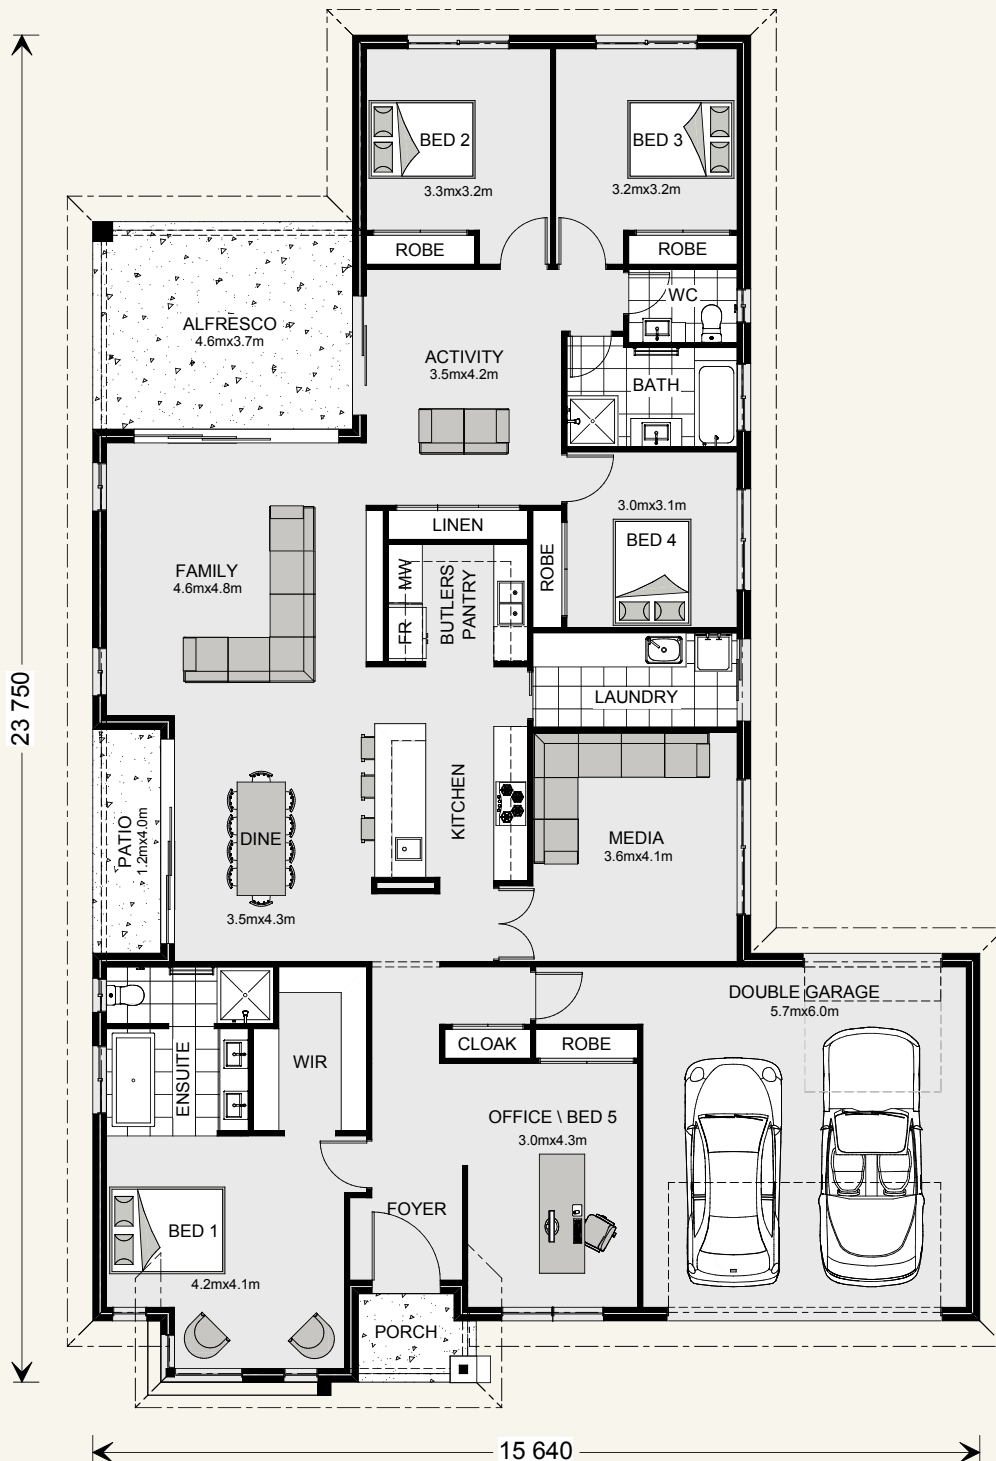 BED 2
3.3mx3.2m
BED 3
3.2mx3.2m
ROBE
ROBE
WC
ALFRESCO
4.6mx3.7m
ACTIVITY
3.5mx4.2m
BATH
3.0mx3.1m
BED 4
LINEN
ROBE
MW
FR
BUTLERS
PANTRY
FAMILY
4.6mx4.8m
LAUNDRY
23 750
PATIO
1.2mx4.0m
DINE
3.5mx4.3m
KITCHEN
MEDIA
3.6mx4.1m
DOUBLE GARAGE
5.7mx6.0m
CLOAK
ROBE
ENSUITE
WIR
OFFICE \ BED 5
3.0mx4.3m
FOYER
BED 1
4.2mx4.1m
PORCH
15 640